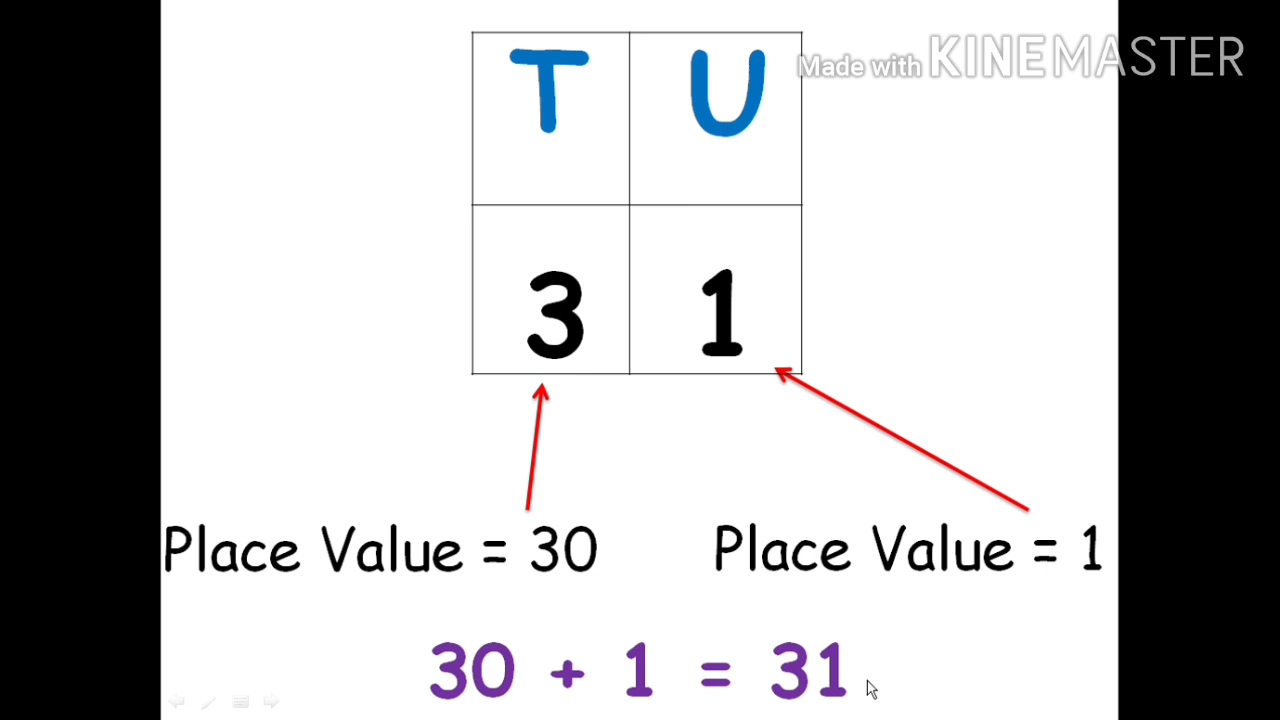 Made with KINEMASTER
T U
3 1
Place Value = 30 Place Value = 1
30 + 1 = 31